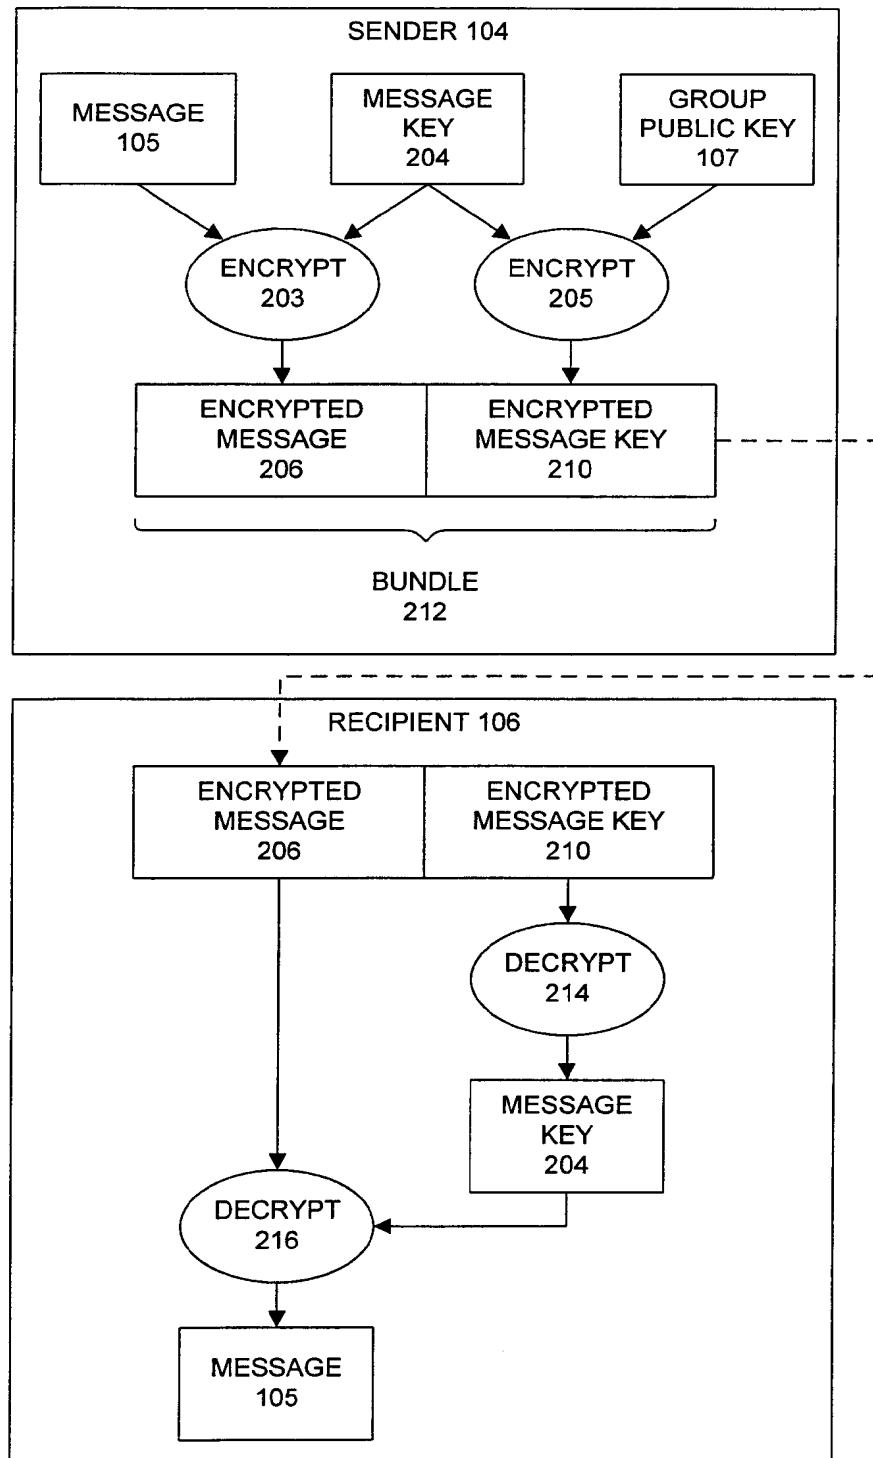 SENDER 104
MESSAGE
105
MESSAGE
KEY
204
GROUP
PUBLIC KEY
107
ENCRYPT
203
ENCRYPT
205
ENCRYPTED
MESSAGE
206
ENCRYPTED
MESSAGE KEY
210
BUNDLE
212
RECIPIENT 106
ENCRYPTED
MESSAGE
206
ENCRYPTED
MESSAGE KEY
210
DECRYPT
214
MESSAGE
KEY
204
DECRYPT
216
MESSAGE
105